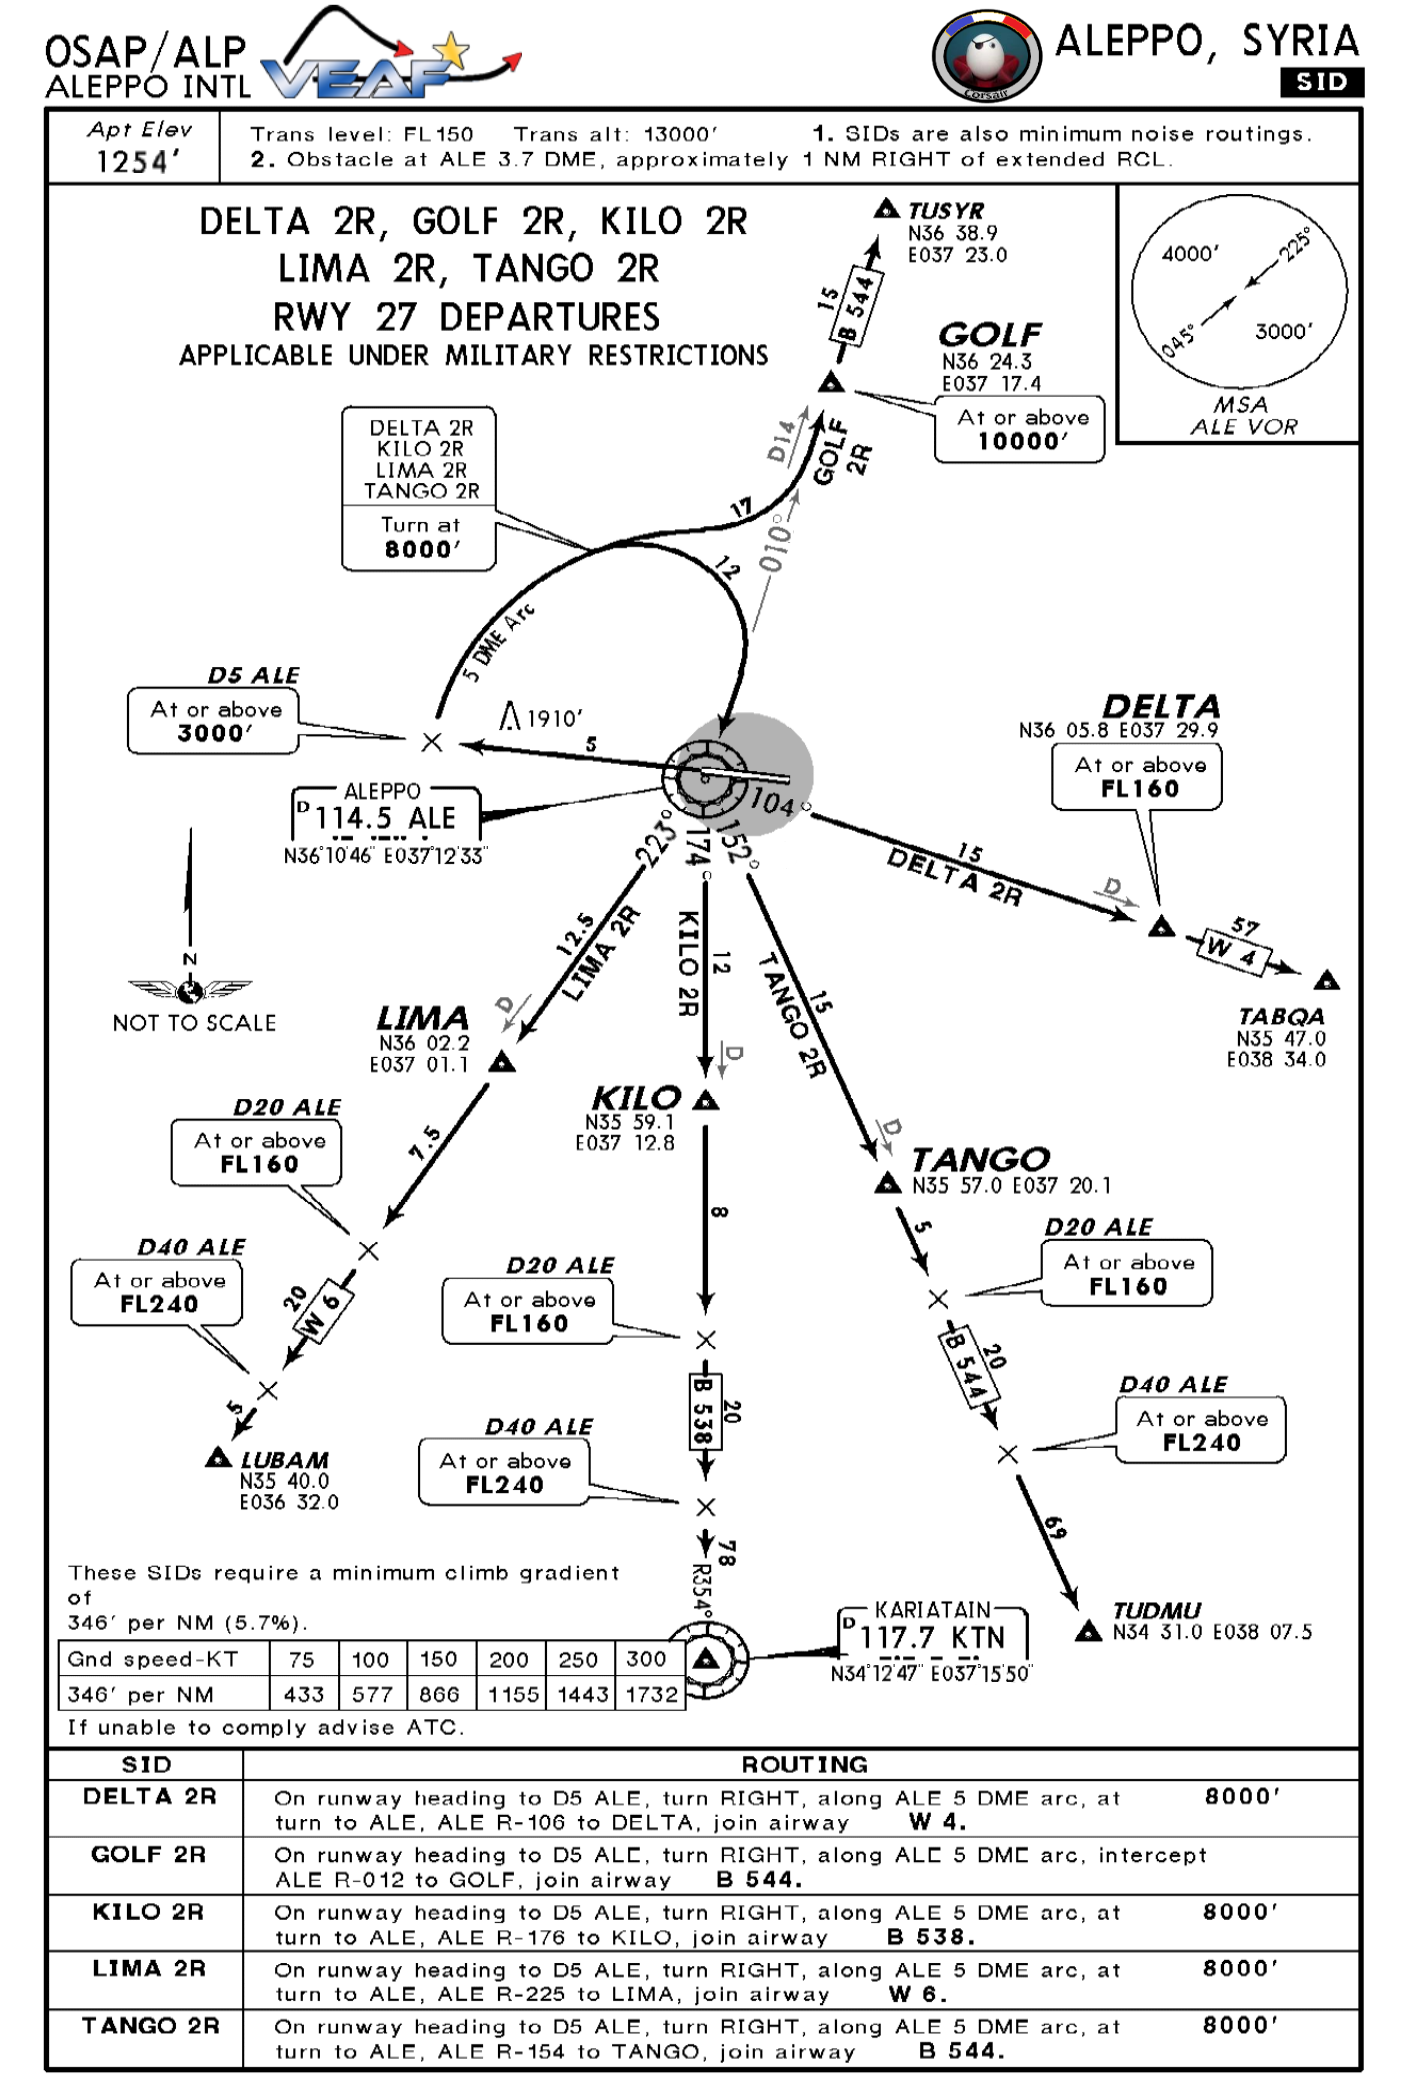 OSAP/ALP
ALEPPO INTL
VEAF
Corsair
ALEPPO, SYRIA
SID
Apt Elev
1254'
Trans level: FL150 Trans alt: 13000' 1. SIDs are also minimum noise routings.
2. Obstacle at ALE 3.7 DME, approximately 1 NM RIGHT of extended RCL.
DELTA 2R, GOLF 2R, KILO 2R
LIMA 2R, TANGO 2R
RWY 27 DEPARTURES
APPLICABLE UNDER MILITARY RESTRICTIONS
TUSYR
N36 38.9
E037 23.0
15
B 544
4000'
225°
045°
3000'
MSA
ALE VOR
GOLF
N36 24.3
E037 17.4
At or above
10000'
DELTA 2R
KILO 2R
LIMA 2R
TANGO 2R
Turn at
8000'
D14
GOLF
2R
17
010°
12
5 DME Arc
D5 ALE
At or above
3000'
1910'
5
DELTA
N36 05.8 E037 29.9
At or above
FL160
ALEPPO
D 114.5 ALE
N36°10'46" E037°12'33"
104°
223°
174°
152°
15
DELTA 2R
D
57
W 4
TABQA
N35 47.0
E038 34.0
N
NOT TO SCALE
12.5
LIMA 2R
D
LIMA
N36 02.2
E037 01.1
KILO 2R
12
D
KILO
N35 59.1
E037 12.8
15
TANGO 2R
D
TANGO
N35 57.0 E037 20.1
D20 ALE
At or above
FL160
7.5
D40 ALE
At or above
FL240
20
W 6
5
LUBAM
N35 40.0
E036 32.0
8
D20 ALE
At or above
FL160
20
B 538
D40 ALE
At or above
FL240
78
R354°
5
D20 ALE
At or above
FL160
20
B 544
D40 ALE
At or above
FL240
69
TUDMU
N34 31.0 E038 07.5
KARIATAIN
D 117.7 KTN
N34°12'47" E037°15'50"
These SIDs require a minimum climb gradient
of
346' per NM (5.7%).
Gnd speed-KT 75 100 150 200 250 300
346' per NM 433 577 866 1155 1443 1732
If unable to comply advise ATC.
SID ROUTING
DELTA 2R On runway heading to D5 ALE, turn RIGHT, along ALE 5 DME arc, at 8000'
turn to ALE, ALE R-106 to DELTA, join airway W 4.
GOLF 2R On runway heading to D5 ALE, turn RIGHT, along ALE 5 DME arc, intercept
ALE R-012 to GOLF, join airway B 544.
KILO 2R On runway heading to D5 ALE, turn RIGHT, along ALE 5 DME arc, at 8000'
turn to ALE, ALE R-176 to KILO, join airway B 538.
LIMA 2R On runway heading to D5 ALE, turn RIGHT, along ALE 5 DME arc, at 8000'
turn to ALE, ALE R-225 to LIMA, join airway W 6.
TANGO 2R On runway heading to D5 ALE, turn RIGHT, along ALE 5 DME arc, at 8000'
turn to ALE, ALE R-154 to TANGO, join airway B 544.